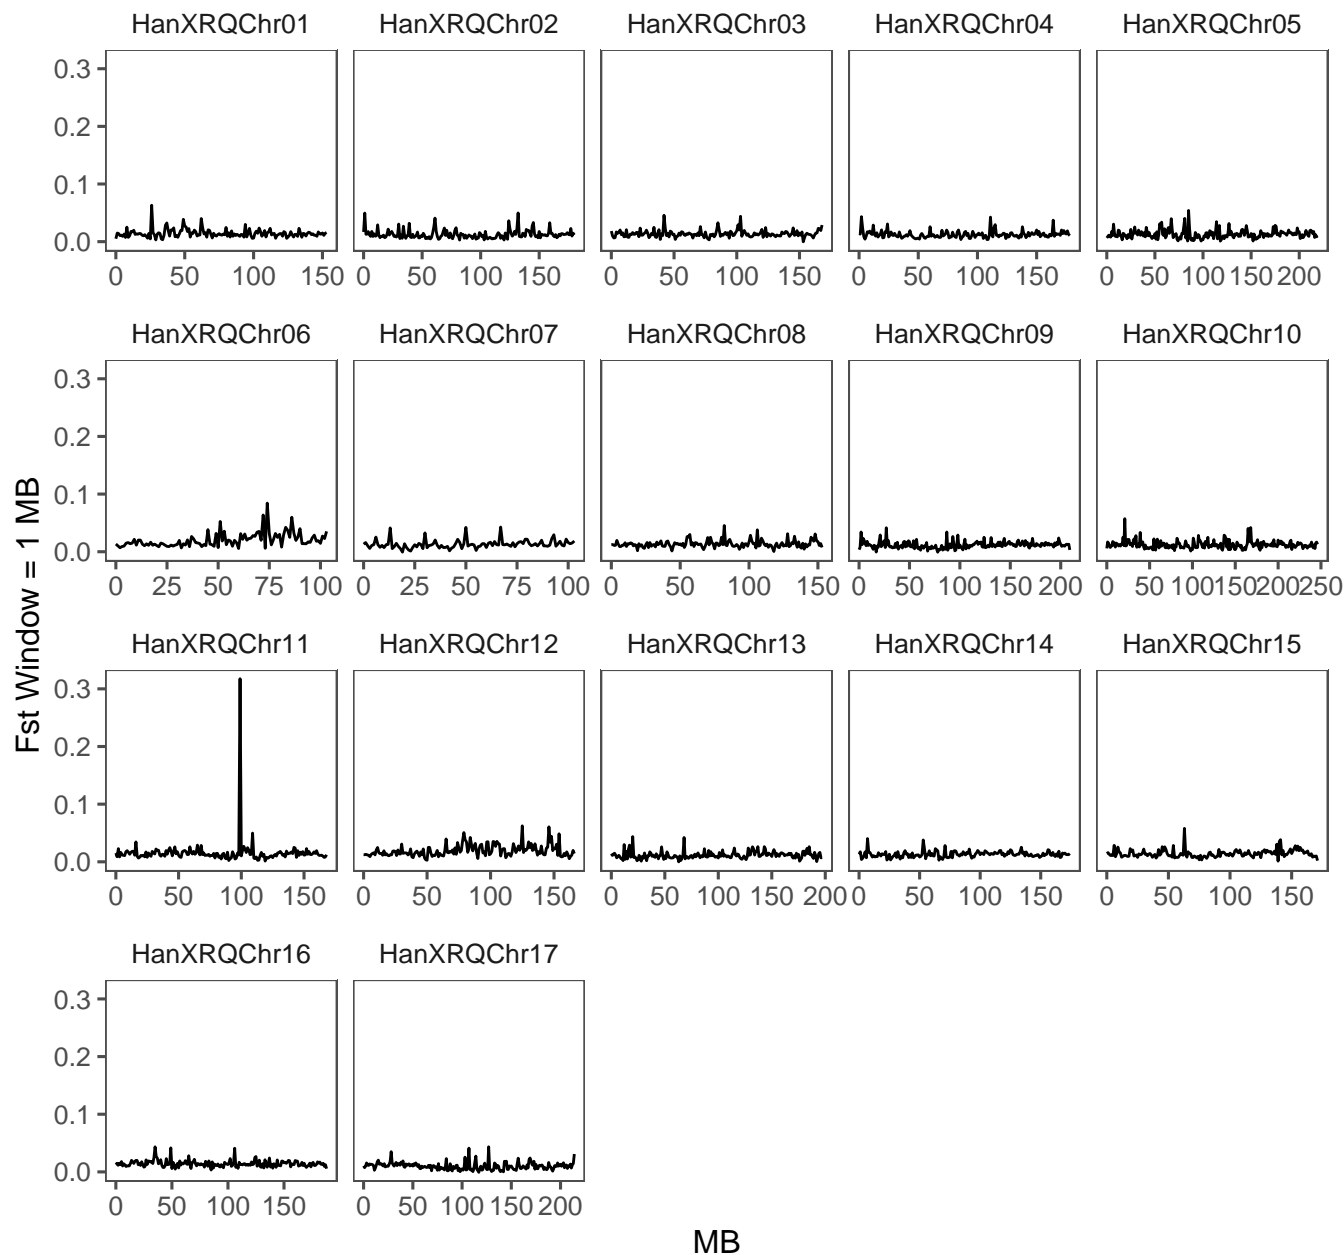 HanXRQChr01 HanXRQChr02 HanXRQChr03 HanXRQChr04 HanXRQChr05
0.3
0.2
0.1
0.0
0 50 100 150 0 50 100 150 0 50 100 150 0 50 100 150 0 50 100 150 200
HanXRQChr06 HanXRQChr07 HanXRQChr08 HanXRQChr09 HanXRQChr10
0.3
0.2
0.1
0.0
0 25 50 75 100 0 25 50 75 100 0 50 100 150 0 50 100 150 200 0 50 100 150 200 250
Fst Window = 1 MB
HanXRQChr11 HanXRQChr12 HanXRQChr13 HanXRQChr14 HanXRQChr15
0.3
0.2
0.1
0.0
0 50 100 150 0 50 100 150 0 50 100 150 200 0 50 100 150 0 50 100 150
HanXRQChr16 HanXRQChr17
0.3
0.2
0.1
0.0
0 50 100 150 0 50 100 150 200
MB